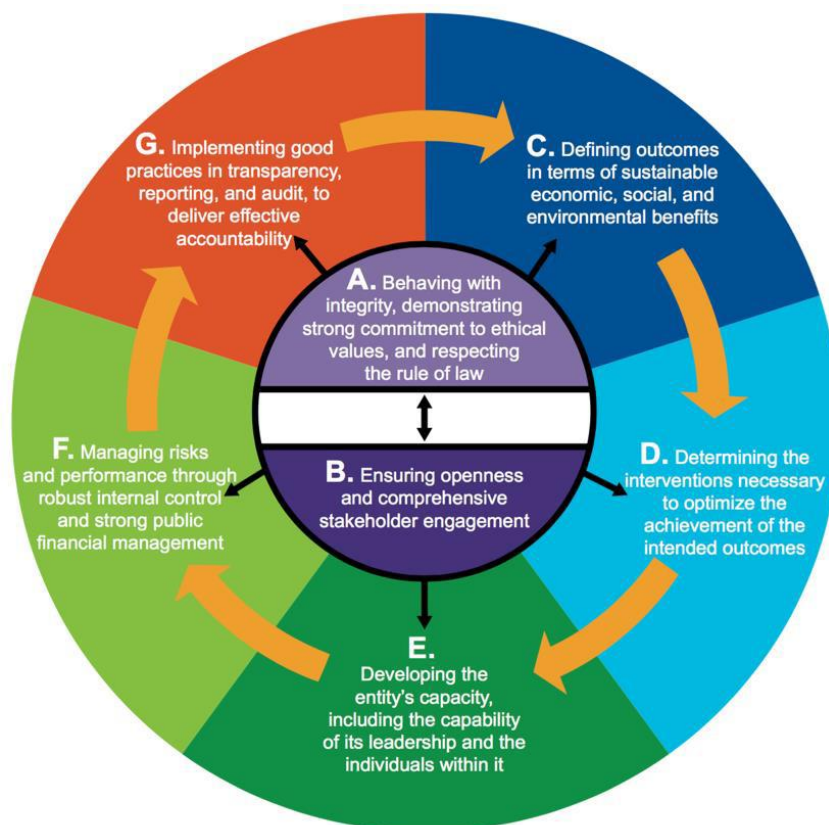 A. Behaving with
integrity, demonstrating
strong commitment to ethical
values, and respecting
the rule of law
B. Ensuring openness
and comprehensive
stakeholder engagement
C. Defining outcomes
in terms of sustainable
economic, social, and
environmental benefits
D. Determining the
interventions necessary
to optimize the
achievement of the
intended outcomes
E.
Developing the
entity’s capacity,
including the capability
of its leadership and the
individuals within it
F. Managing risks
and performance through
robust internal control
and strong public
financial management
G. Implementing good
practices in transparency,
reporting, and audit, to
deliver effective
accountability